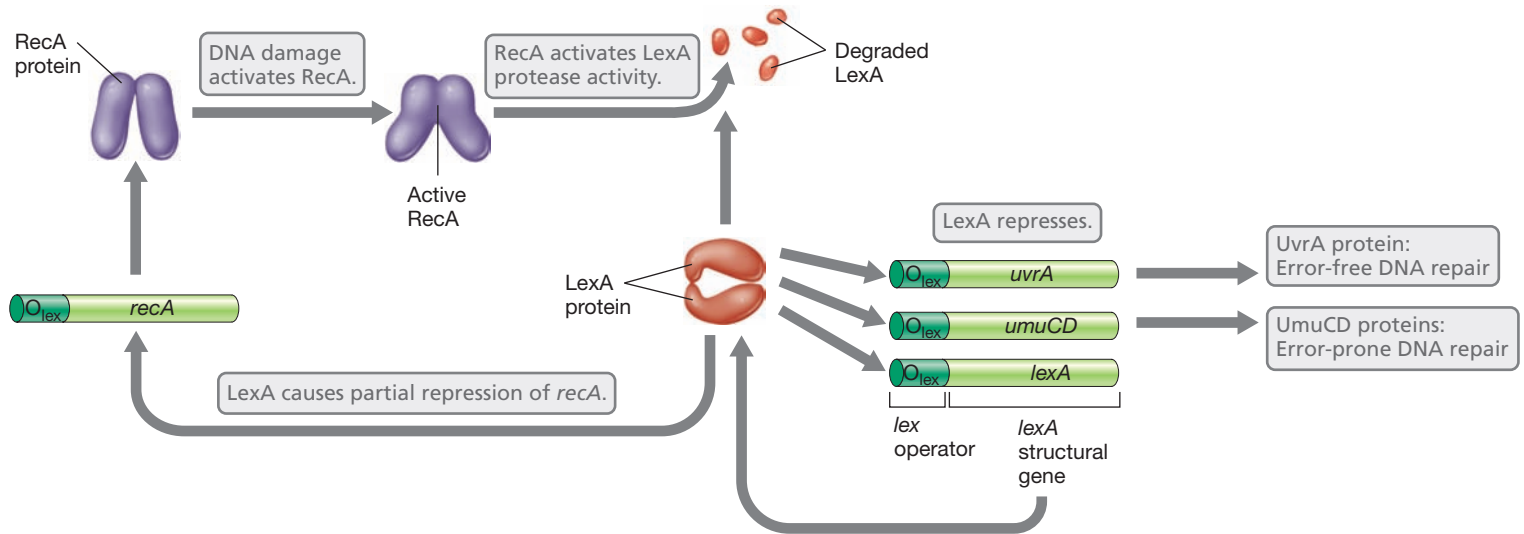 RecA
protein
DNA damage
activates RecA.
RecA activates LexA
protease activity.
Degraded
LexA
Active
RecA
LexA represses.
UvrA protein:
Error-free DNA repair
LexA
protein
Olex
uvrA
Olex
recA
Olex
umuCD
UmuCD proteins:
Error-prone DNA repair
Olex
lexA
LexA causes partial repression of recA.
lex
operator
lexA
structural
gene